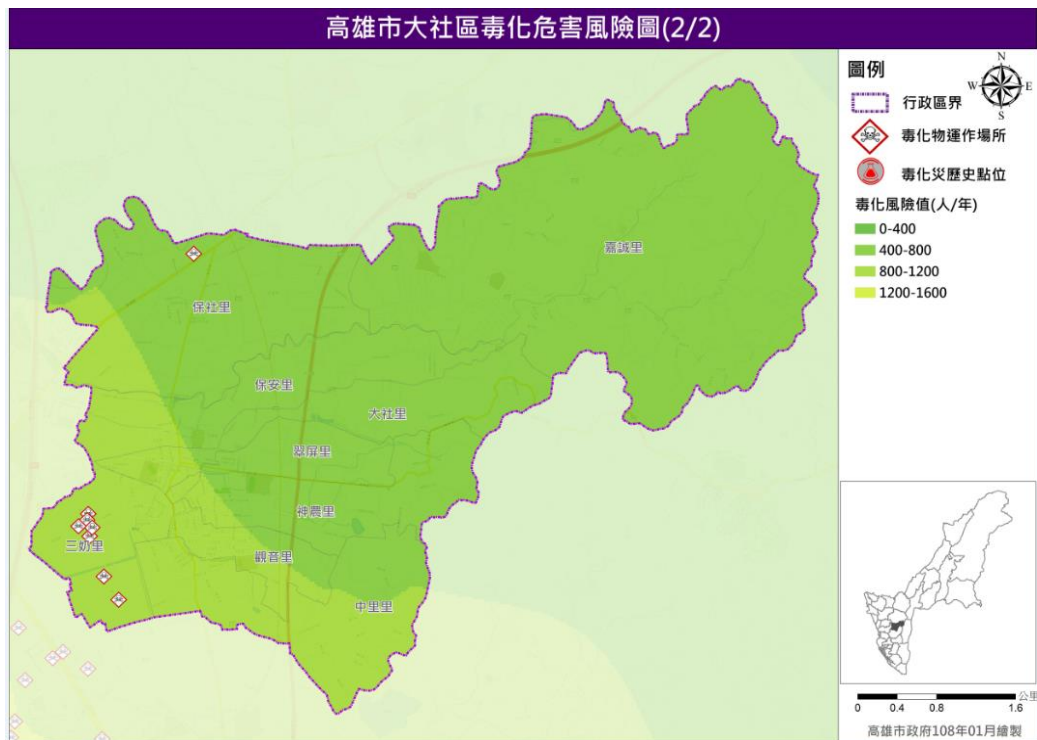 高雄市大社區毒化危害風險圖(2/2)
圖例
N
W
E
S
行政區界
毒化物運作場所
毒化災歷史點位
毒化風險值(人/年)
0-400
400-800
800-1200
1200-1600
嘉誠里
保社里
保安里
大社里
翠屏里
神農里
三奶里
觀音里
中里里
公里
0 0.4 0.8 1.6
高雄市政府108年01月繪製